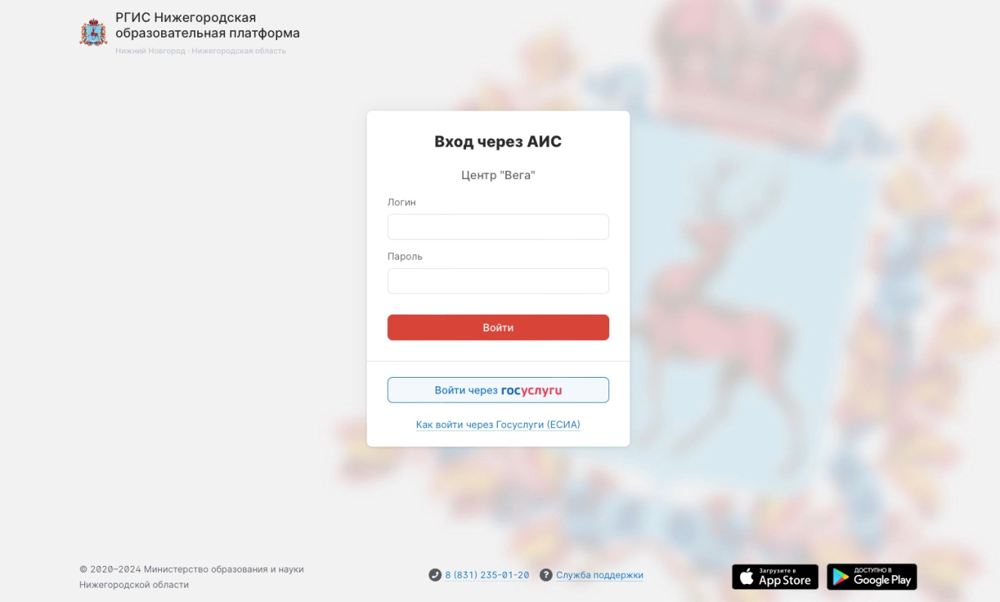 РГИС Нижегородская
образовательная платформа
Нижний Новгород · Нижегородская область
Вход через АИС
Центр "Вега"
Логин
Пароль
Войти
Войти через госуслуги
Как войти через Госуслуги (ЕСИА)
© 2020–2024 Министерство образования и науки
Нижегородской области
8 (831) 235-01-20
? Служба поддержки
Загрузите в
App Store
ДОСТУПНО В
Google Play